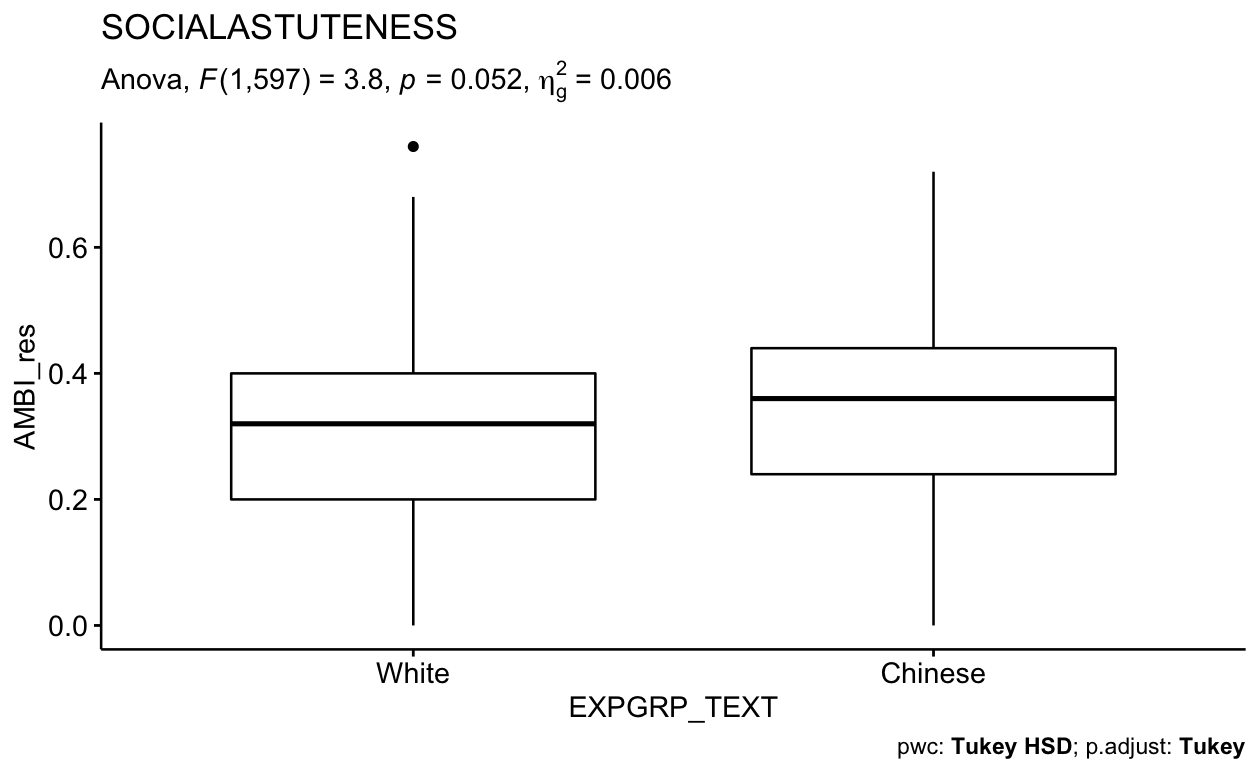 SOCIALASTUTENESS
Anova, F(1,597) = 3.8, p = 0.052, η²g = 0.006
AMBI_res
0.6
0.4
0.2
0.0
White Chinese
EXPGRP_TEXT
pwc: Tukey HSD; p.adjust: Tukey